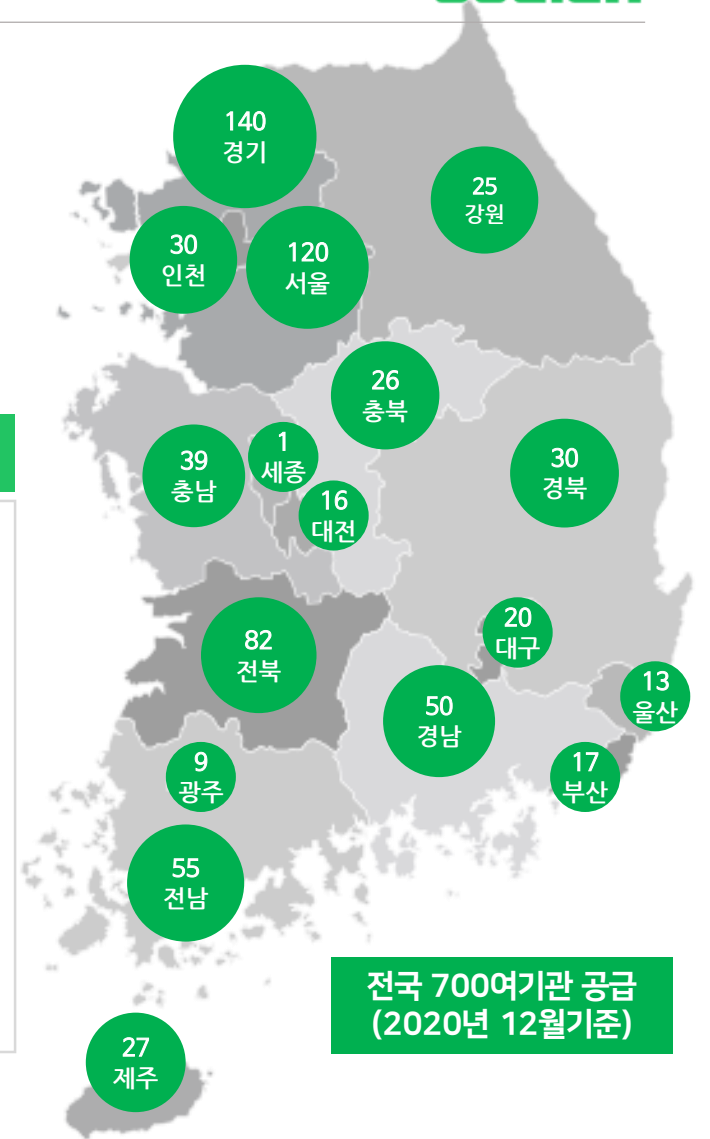 140
경기
25
강원
30
인천
120
서울
26
충북
1
세종
39
충남
30
경북
16
대전
20
대구
82
전북
13
울산
50
경남
9
광주
17
부산
55
전남
전국 700여기관 공급
(2020년 12월기준)
27
제주